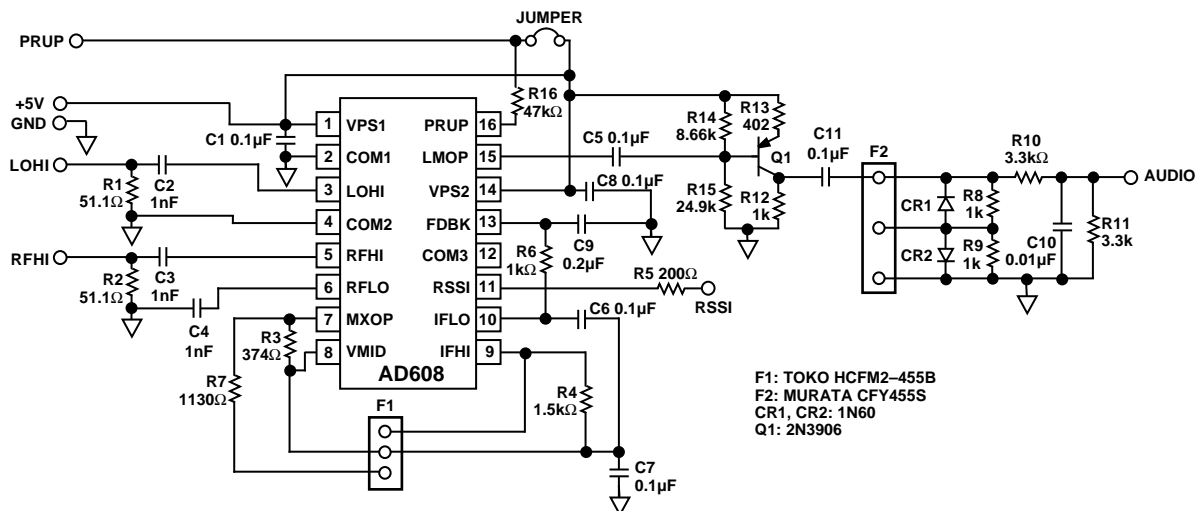 JUMPER
PRUP
+5V
GND
R16
47kΩ
R14
8.66k
R13
402
C11
0.1µF
F2
R10
3.3kΩ
1
VPS1
PRUP
16
C1 0.1µF
C5 0.1µF
Q1
2
COM1
LMOP
15
AUDIO
LOHI
R1
51.1Ω
C2
1nF
3
LOHI
VPS2
14
C8 0.1µF
R15
24.9k
R12
1k
CR1
R8
1k
4
COM2
FDBK
13
R6
1kΩ
C9
0.2µF
CR2
R9
1k
C10
0.01µF
R11
3.3k
RFHI
R2
51.1Ω
C3
1nF
5
RFHI
COM3
12
R5 200Ω
6
RFLO
RSSI
11
RSSI
C4
1nF
7
MXOP
IFLO
10
C6 0.1µF
R3
374Ω
8
VMID
IFHI
9
AD608
R7
1130Ω
R4
1.5kΩ
F1
C7
0.1µF
F1: TOKO HCFM2–455B
F2: MURATA CFY455S
CR1, CR2: 1N60
Q1: 2N3906